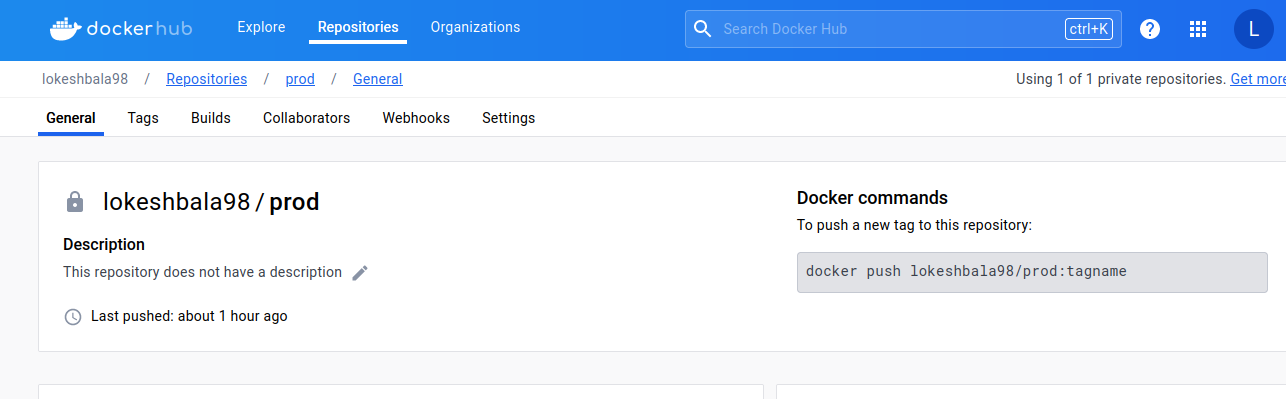 dockerhub Explore Repositories Organizations Search Docker Hub ctrl+K L
lokeshbala98 / Repositories / prod / General Using 1 of 1 private repositories. Get more
General Tags Builds Collaborators Webhooks Settings
lokeshbala98 / prod
Description
This repository does not have a description
Last pushed: about 1 hour ago
Docker commands
To push a new tag to this repository:
docker push lokeshbala98/prod:tagname